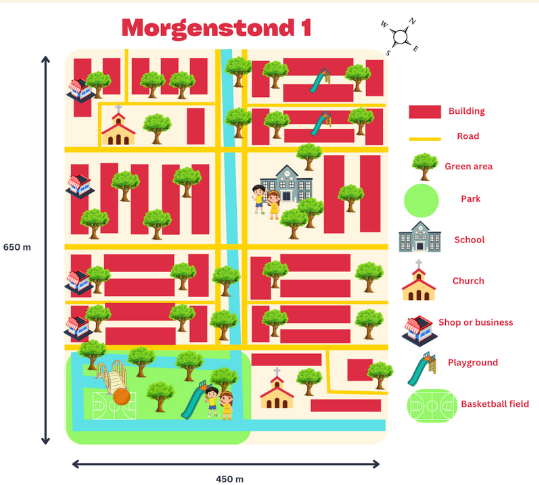 Morgenstond 1
N
W
S
E
Building
Road
Green area
Park
School
650 m
Church
Shop or business
Playground
Basketball field
450 m